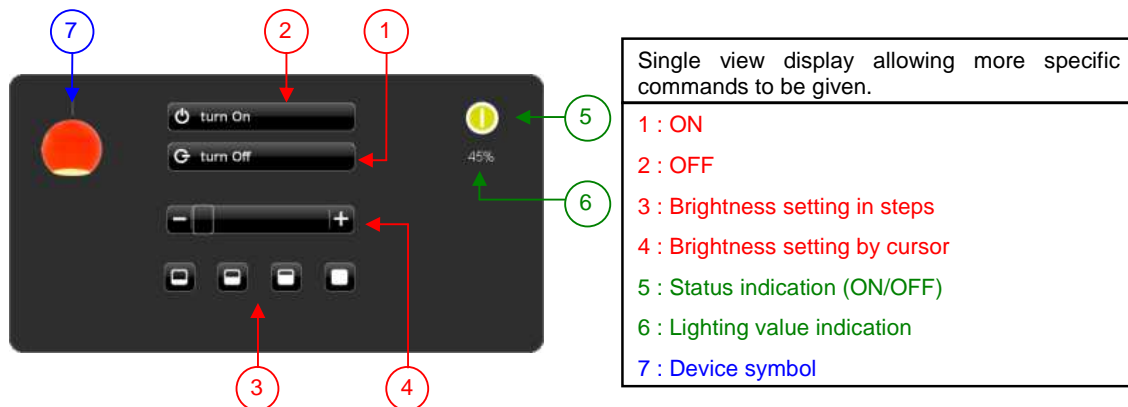 7
2
1
turn On
turn Off
45%
5
6
3
4
Single view display allowing more specific
commands to be given.
1 : ON
2 : OFF
3 : Brightness setting in steps
4 : Brightness setting by cursor
5 : Status indication (ON/OFF)
6 : Lighting value indication
7 : Device symbol